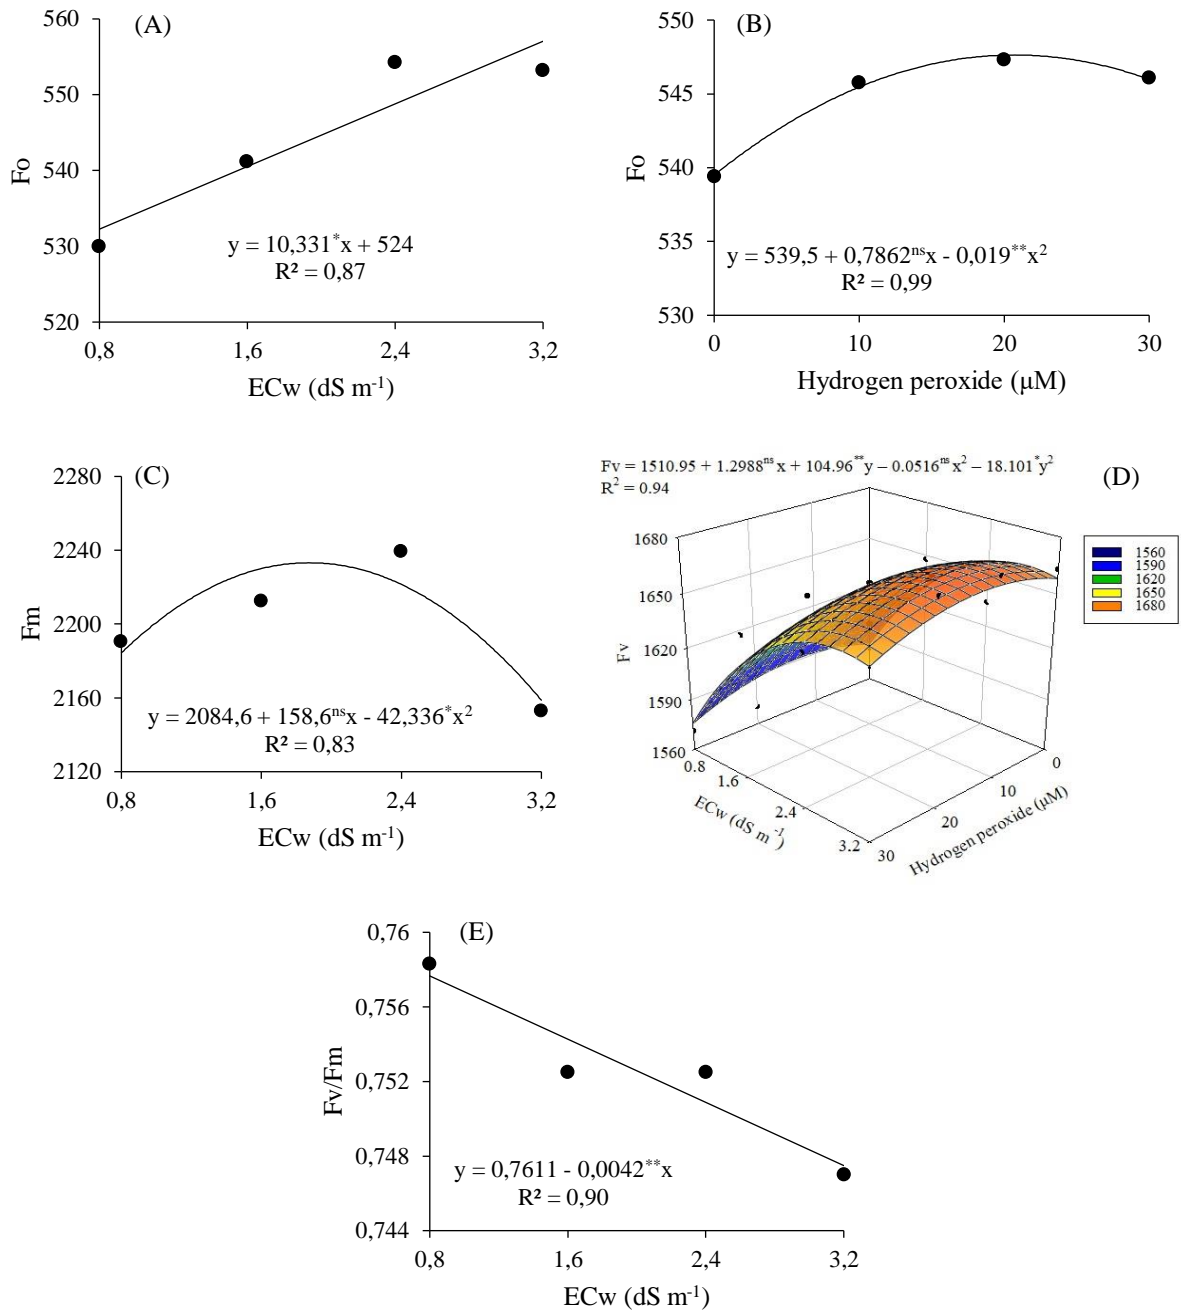 (A)
560
550
540
530
520
Fo
y = 10,331*x + 524
R² = 0,87
0,8 1,6 2,4 3,2
ECw (dS m-1)
(B)
550
545
540
535
530
Fo
y = 539,5 + 0,7862nsx - 0,019**x2
R² = 0,99
0 10 20 30
Hydrogen peroxide (μM)
(C)
2280
2240
2200
2160
2120
Fm
y = 2084,6 + 158,6nsx - 42,336*x2
R² = 0,83
0,8 1,6 2,4 3,2
ECw (dS m-1)
Fv = 1510.95 + 1.2988ns x + 104.96**y – 0.0516ns x2 – 18.101*y2
R2 = 0.94
(D)
1680
1650
1620
1590
1560
Fv
0.8
1.6
2.4
3.2
ECw (dS m-1)
0
10
20
30
Hydrogen peroxide (μM)
1560
1590
1620
1650
1680
(E)
0,76
0,756
0,752
0,748
0,744
Fv/Fm
y = 0,7611 - 0,0042**x
R² = 0,90
0,8 1,6 2,4 3,2
ECw (dS m-1)